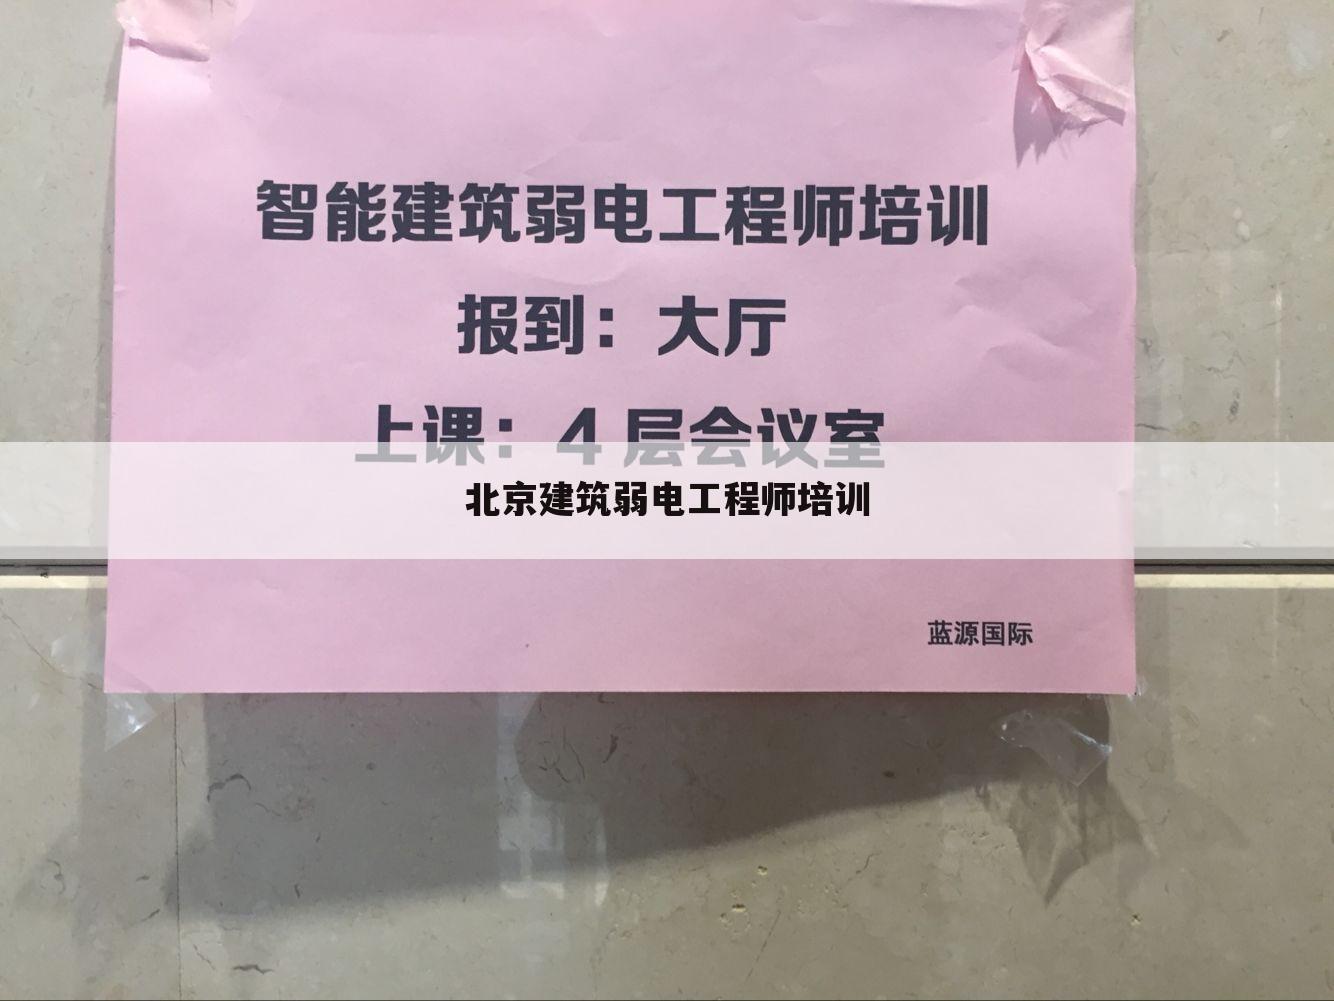 智能建筑弱电工程师培训
报到：大厅
上课：4层会议室
北京建筑弱电工程师培训
蓝源国际